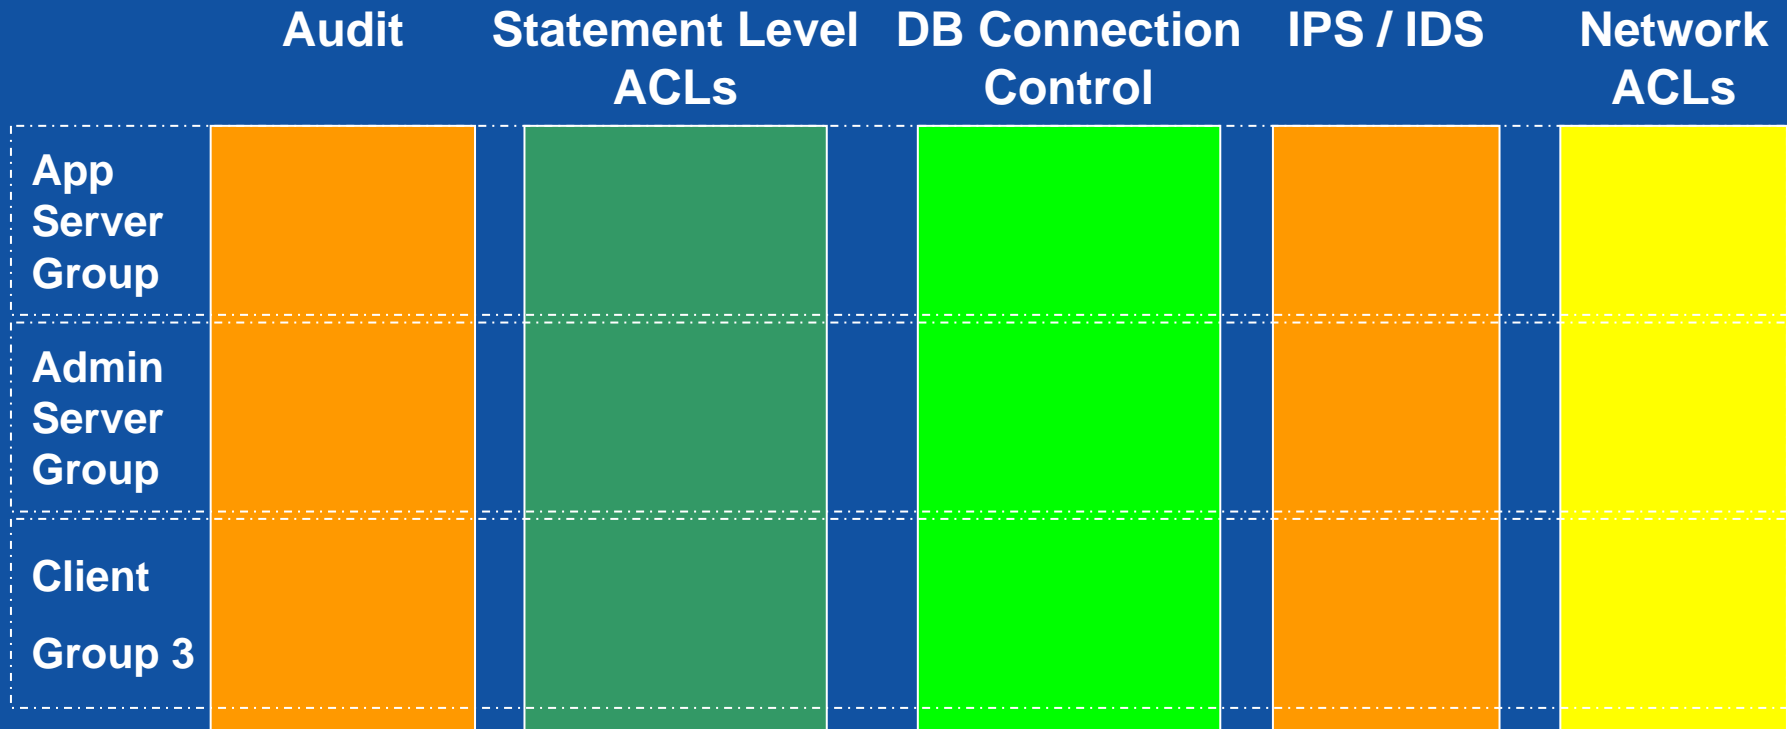 Audit
Statement Level
ACLs
DB Connection
Control
IPS / IDS
Network
ACLs
App
Server
Group
Admin
Server
Group
Client
Group 3